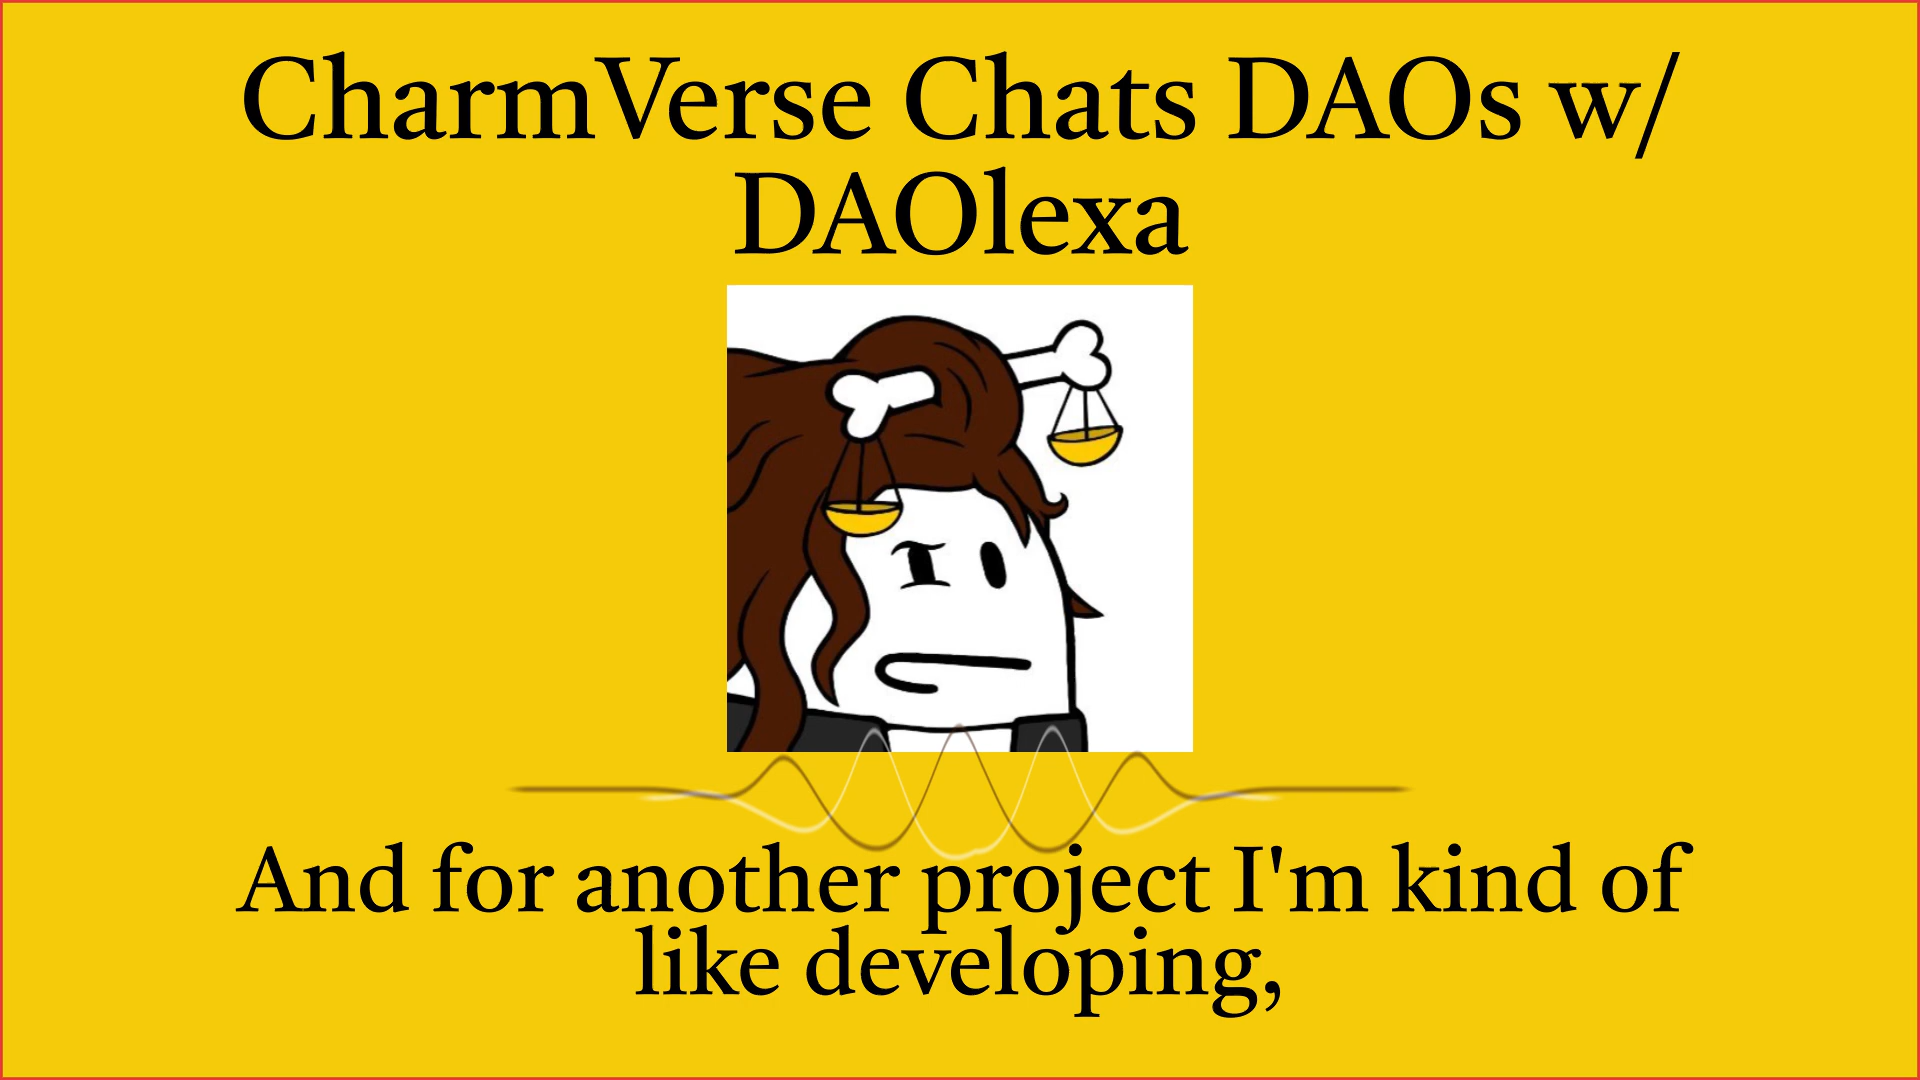 CharmVerse Chats DAOs w/
DAOlexa
And for another project I'm kind of
like developing,